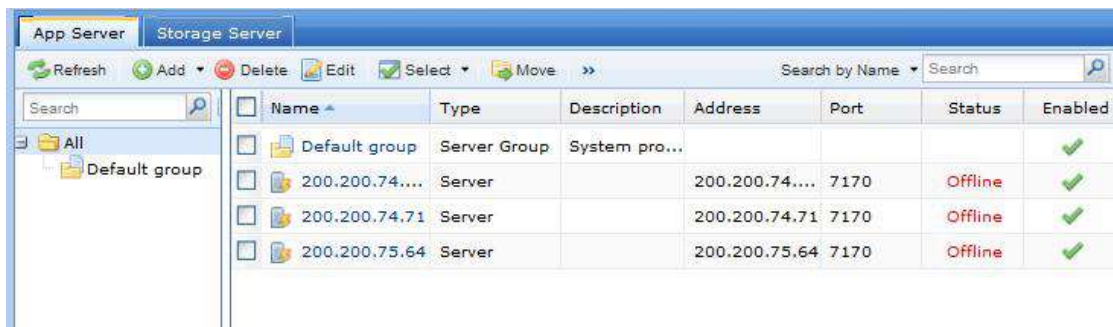 App Server Storage Server
Refresh Add Delete Edit Select Move » Search by Name Search
Search Name Type Description Address Port Status Enabled
All Default group Server Group System pro...
Default group 200.200.74.... Server 200.200.74.... 7170 Offline
200.200.74.71 Server 200.200.74.71 7170 Offline
200.200.75.64 Server 200.200.75.64 7170 Offline